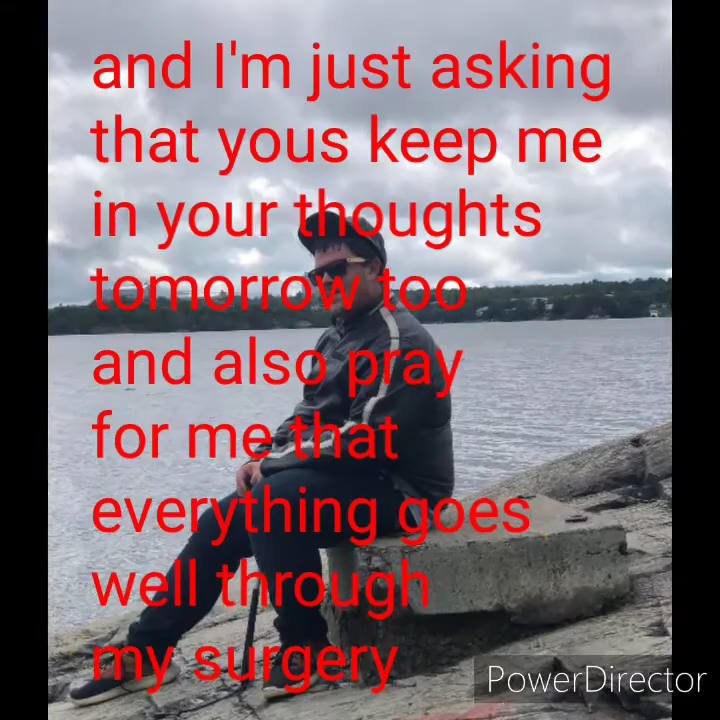 and I'm just asking
that yous keep me
in your thoughts
tomorrow too
and also pray
for me that
everything goes
well through
my surgery
PowerDirector